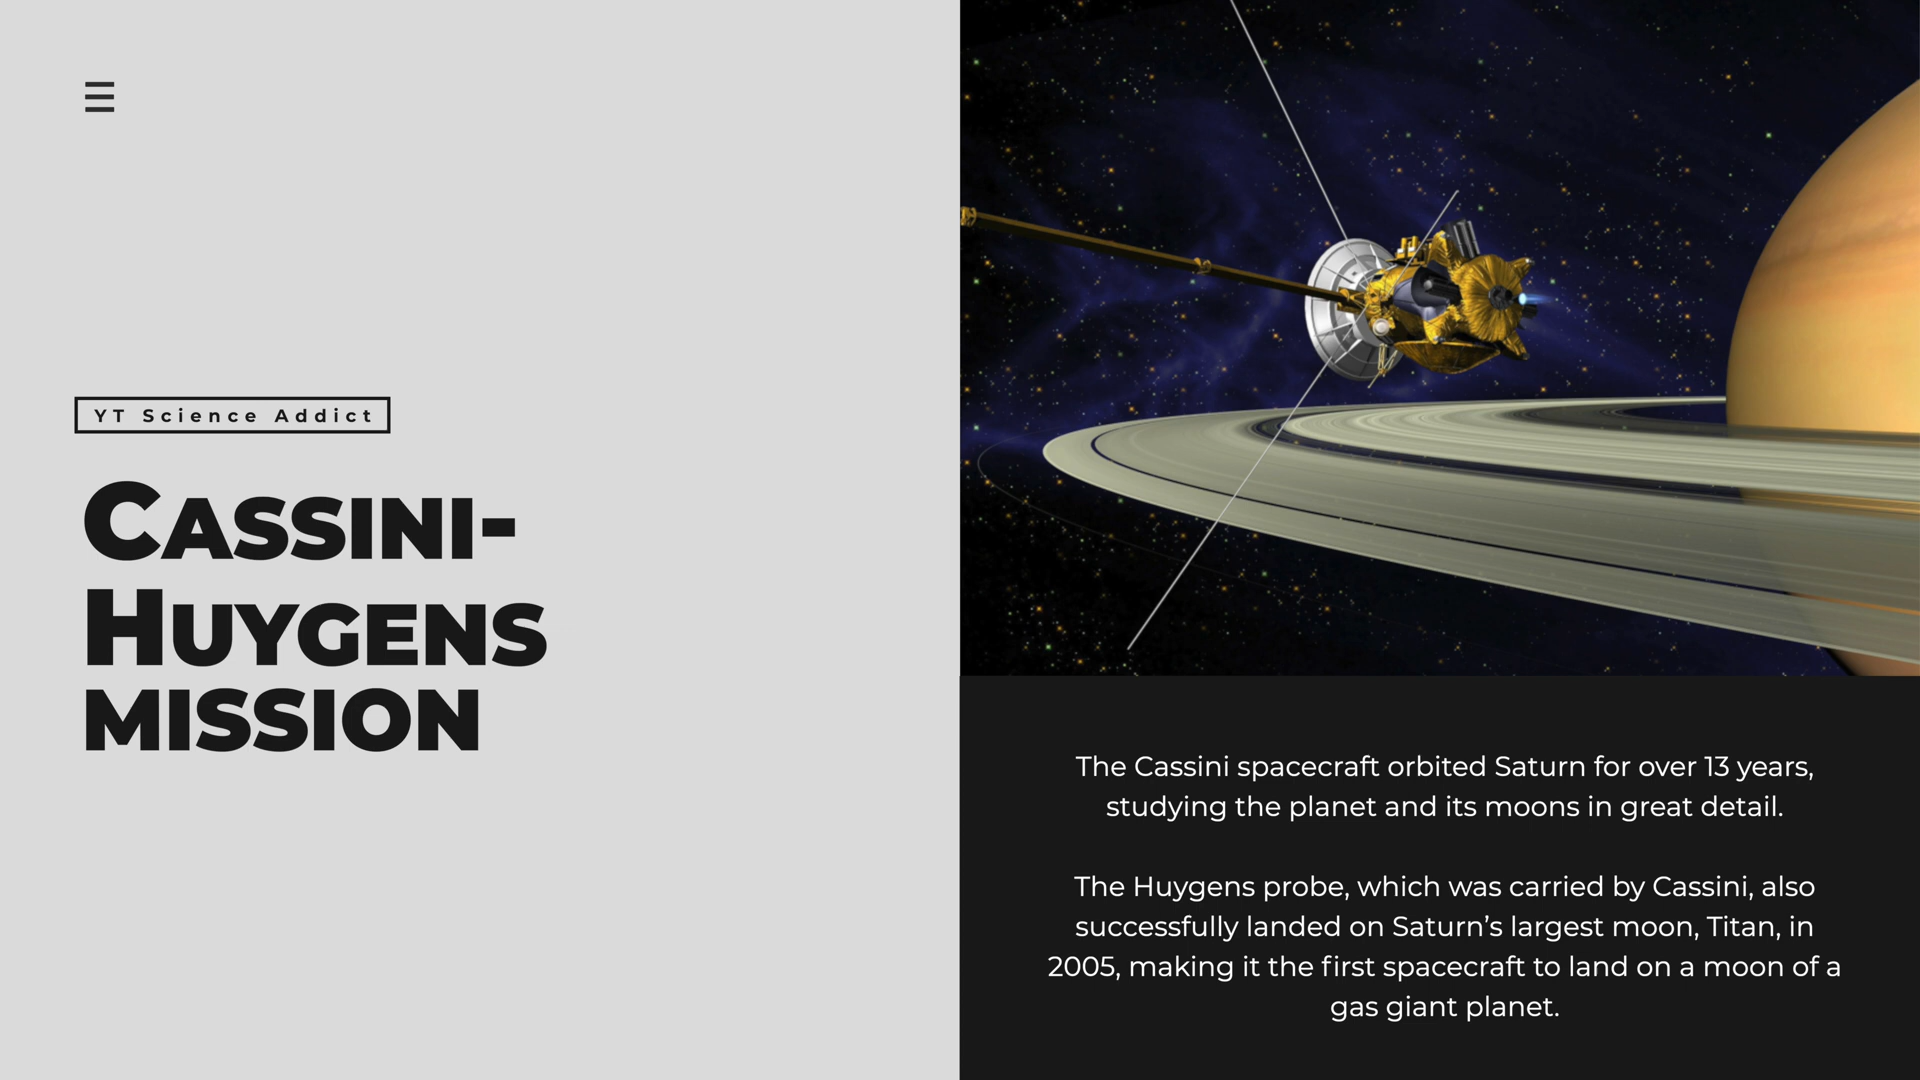 YT Science Addict
CASSINI-
HUYGENS
MISSION
The Cassini spacecraft orbited Saturn for over 13 years,
studying the planet and its moons in great detail.
The Huygens probe, which was carried by Cassini, also
successfully landed on Saturn’s largest moon, Titan, in
2005, making it the first spacecraft to land on a moon of a
gas giant planet.